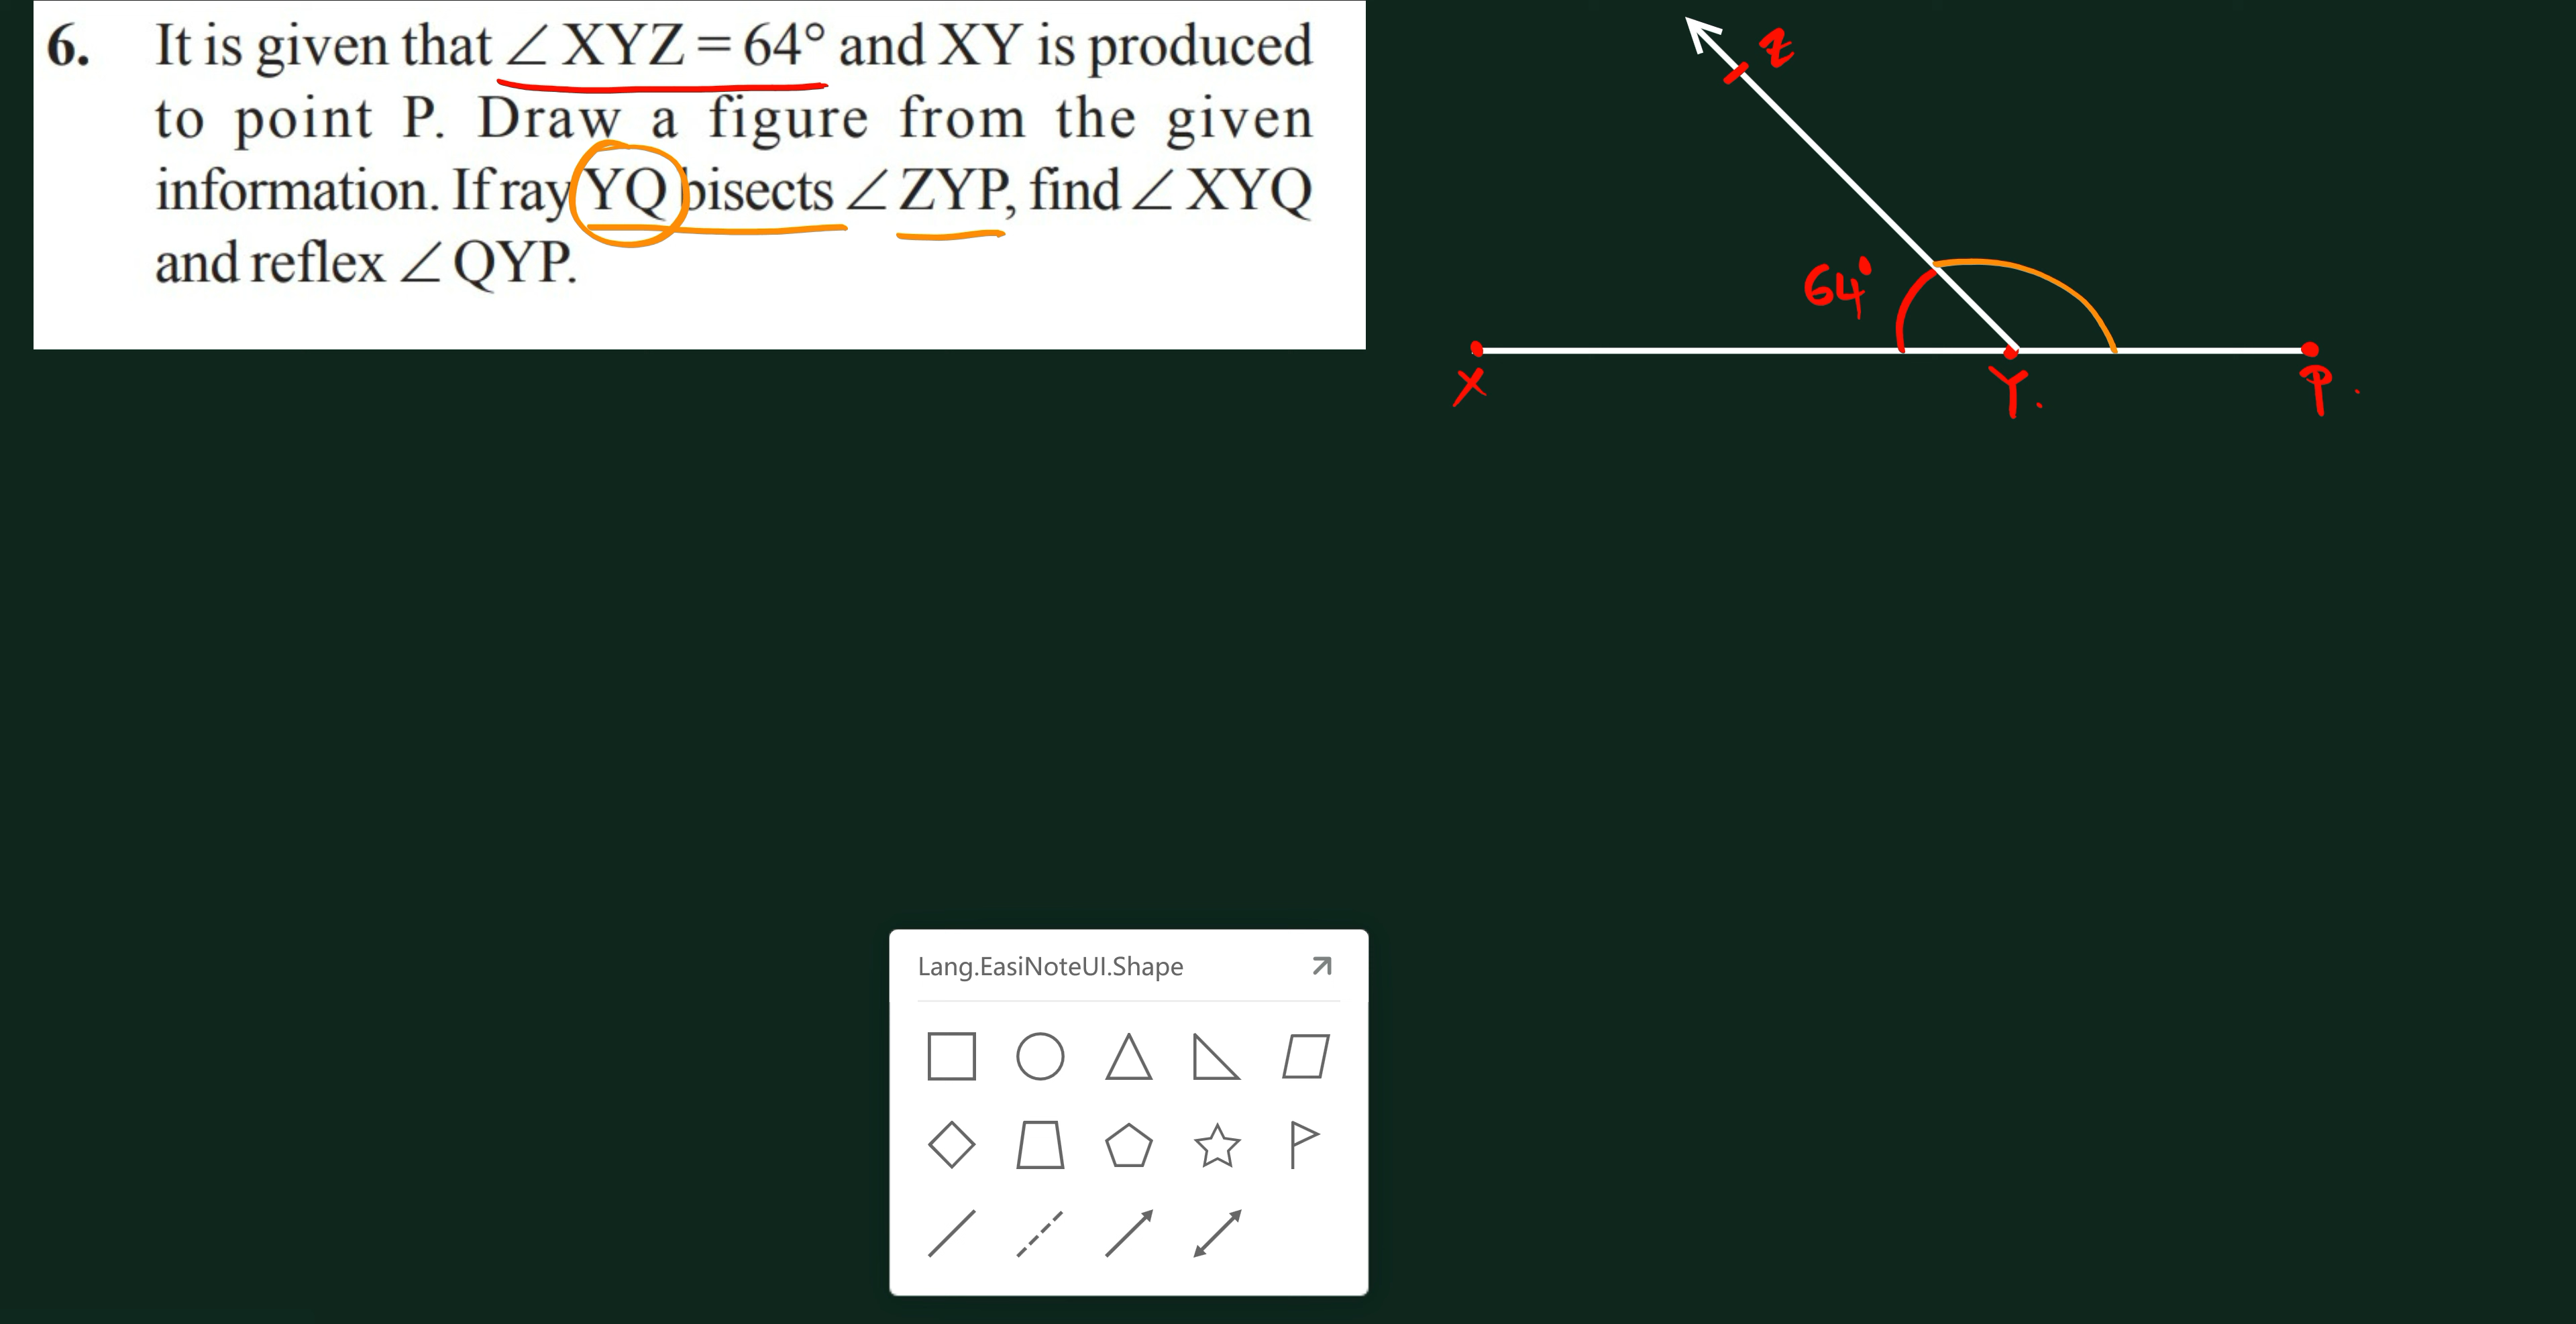 6. It is given that ∠ XYZ = 64° and XY is produced
to point P. Draw a figure from the given
information. If ray YQ bisects ∠ ZYP, find ∠ XYQ
and reflex ∠ QYP.
Z
64°
X
Y.
P.
Lang.EasiNoteUI.Shape